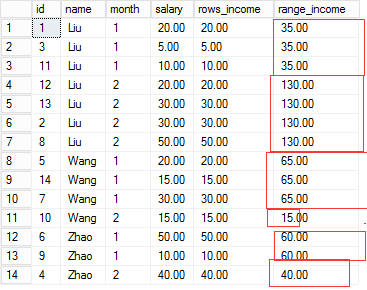 id name month salary rows_income range_income
1 1 Liu 1 20.00 20.00 35.00
2 3 Liu 1 5.00 5.00 35.00
3 11 Liu 1 10.00 10.00 35.00
4 12 Liu 2 20.00 20.00 130.00
5 13 Liu 2 30.00 30.00 130.00
6 2 Liu 2 30.00 30.00 130.00
7 8 Liu 2 50.00 50.00 130.00
8 5 Wang 1 20.00 20.00 65.00
9 14 Wang 1 15.00 15.00 65.00
10 7 Wang 1 30.00 30.00 65.00
11 10 Wang 2 15.00 15.00 15.00
12 6 Zhao 1 50.00 50.00 60.00
13 9 Zhao 1 10.00 10.00 60.00
14 4 Zhao 2 40.00 40.00 40.00